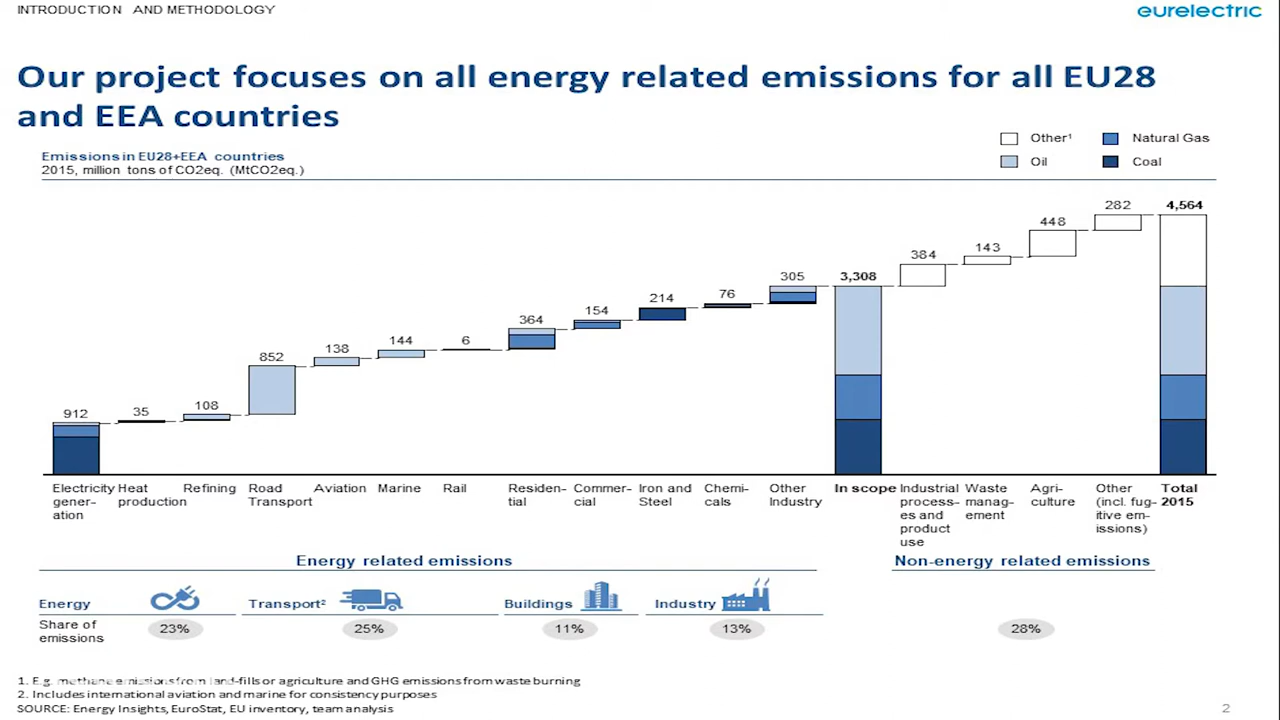 INTRODUCTION AND METHODOLOGY
eurelectric
Our project focuses on all energy related emissions for all EU28
and EEA countries
Other¹
Natural Gas
Oil
Coal
Emissions in EU28+EEA countries
2015, million tons of CO2eq. (MtCO2eq.)
912
35
108
852
138
144
6
364
154
214
76
305
3,308
384
143
448
282
4,564
Electricity
gener-
ation
Heat
production
Refining
Road
Transport
Aviation
Marine
Rail
Residen-
tial
Commer-
cial
Iron and
Steel
Chemi-
cals
Other
Industry
In scope
Industrial
process-
es and
product
use
Waste
manag-
ement
Agri-
culture
Other
(incl. fug-
itive em-
issions)
Total
2015
Energy related emissions
Non-energy related emissions
Energy
Transport²
Buildings
Industry
Share of
emissions
23%
25%
11%
13%
28%
1. E.g. methane emissions from land-fills or agriculture and GHG emissions from waste burning
2. Includes international aviation and marine for consistency purposes
SOURCE: Energy Insights, EuroStat, EU inventory, team analysis
2